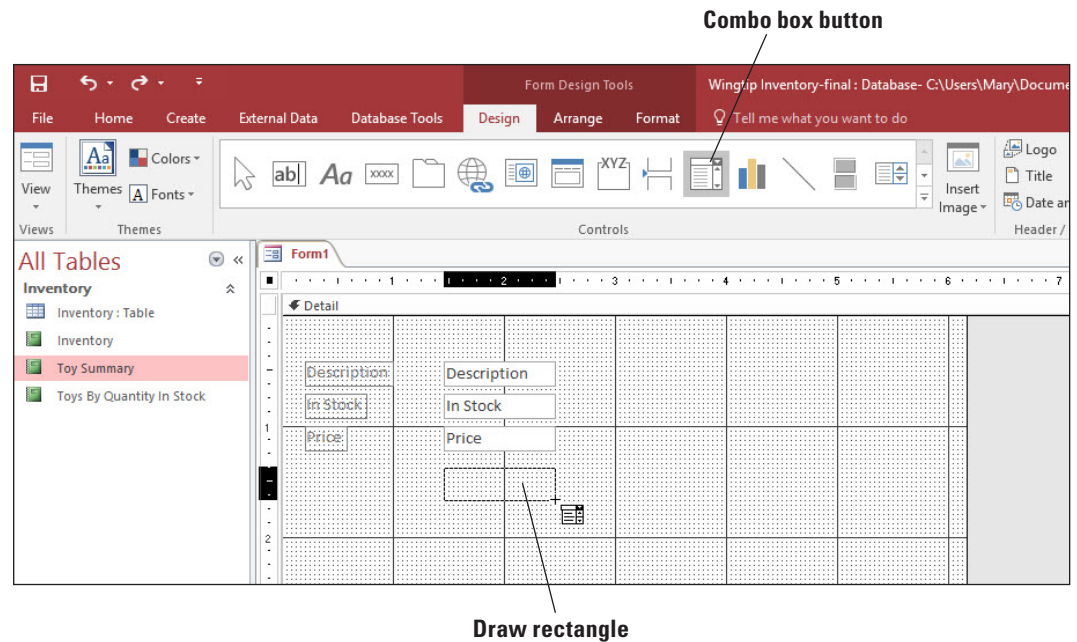 Combo box button
Form Design Tools
Wingtip Inventory-final : Database- C:\Users\Mary\Docume
File Home Create External Data Database Tools Design Arrange Format Tell me what you want to do
View
Themes
Aa
Colors
A Fonts
ab Aa xxxx XYZ
Insert
Image
Logo
Title
Date an
Views Themes Controls Header /
All Tables
Form1
1 2 3 4 5 6 7
Inventory
Detail
Inventory : Table
Inventory
Toy Summary
Toys By Quantity In Stock
Description Description
In Stock In Stock
1
Price Price
2
Draw rectangle